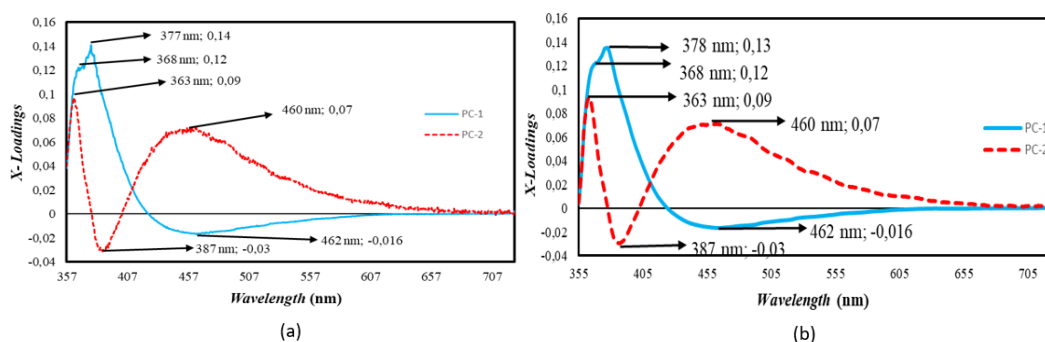 0,16
0,14
0,12
0,1
0,08
0,06
0,04
0,02
0
-0,02
-0,04
X- Loadings
377 nm; 0,14
368 nm; 0,12
363 nm; 0,09
460 nm; 0,07
387 nm; -0,03
462 nm; -0,016
PC-1
PC-2
357 407 457 507 557 607 657 707
Wavelength (nm)
(a)
0,16
0,14
0,12
0,1
0,08
0,06
0,04
0,02
0
-0,02
-0,04
X-Loadings
378 nm; 0,13
368 nm; 0,12
363 nm; 0,09
460 nm; 0,07
387 nm; -0,03
462 nm; -0,016
PC-1
PC-2
355 405 455 505 555 605 655 705
Wavelength (nm)
(b)